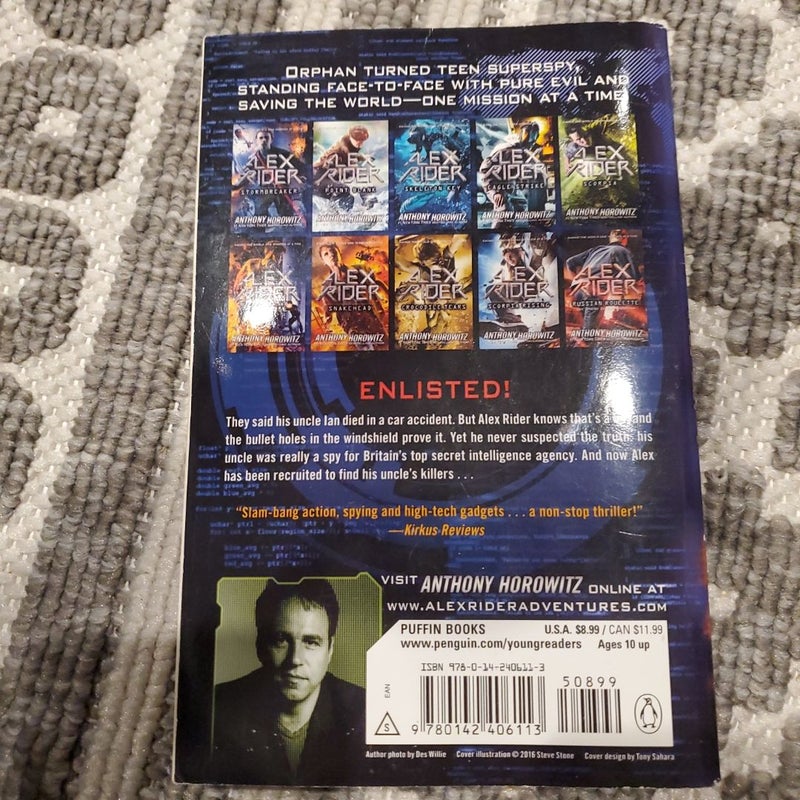 ORPHAN TURNED TEEN SUPERSPY,
STANDING FACE-TO-FACE WITH PURE EVIL AND
SAVING THE WORLD—ONE MISSION AT A TIME
ALEX RIDER
STORMBREAKER
ANTHONY HOROWITZ
ALEX RIDER
POINT BLANK
ANTHONY HOROWITZ
ALEX RIDER
SKELETON KEY
ANTHONY HOROWITZ
ALEX RIDER
EAGLE STRIKE
ANTHONY HOROWITZ
ALEX RIDER
SCORPIA
ANTHONY HOROWITZ
ALEX RIDER
ANTHONY HOROWITZ
ALEX RIDER
SNAKEHEAD
ANTHONY HOROWITZ
ALEX RIDER
CROCODILE TEARS
ANTHONY HOROWITZ
ALEX RIDER
SCORPIA RISING
ANTHONY HOROWITZ
ALEX RIDER
RUSSIAN ROULETTE
ANTHONY HOROWITZ
ENLISTED!
They said his uncle Ian died in a car accident. But Alex Rider knows that's a and
the bullet holes in the windshield prove it. Yet he never suspected the truth: his
uncle was really a spy for Britain's top secret intelligence agency. And now Alex
has been recruited to find his uncle's killers . . .
"Slam-bang action, spying and high-tech gadgets . . . a non-stop thriller!"
—Kirkus Reviews
VISIT ANTHONY HOROWITZ ONLINE AT
WWW.ALEXRIDERADVENTURES.COM
PUFFIN BOOKS U.S.A. $8.99 / CAN $11.99
www.penguin.com/youngreaders Ages 10 up
ISBN 978-0-14-240611-3
50899
EAN
S
9 780142 406113
Author photo by Des Willie Cover illustration © 2016 Steve Stone Cover design by Tony Sahara